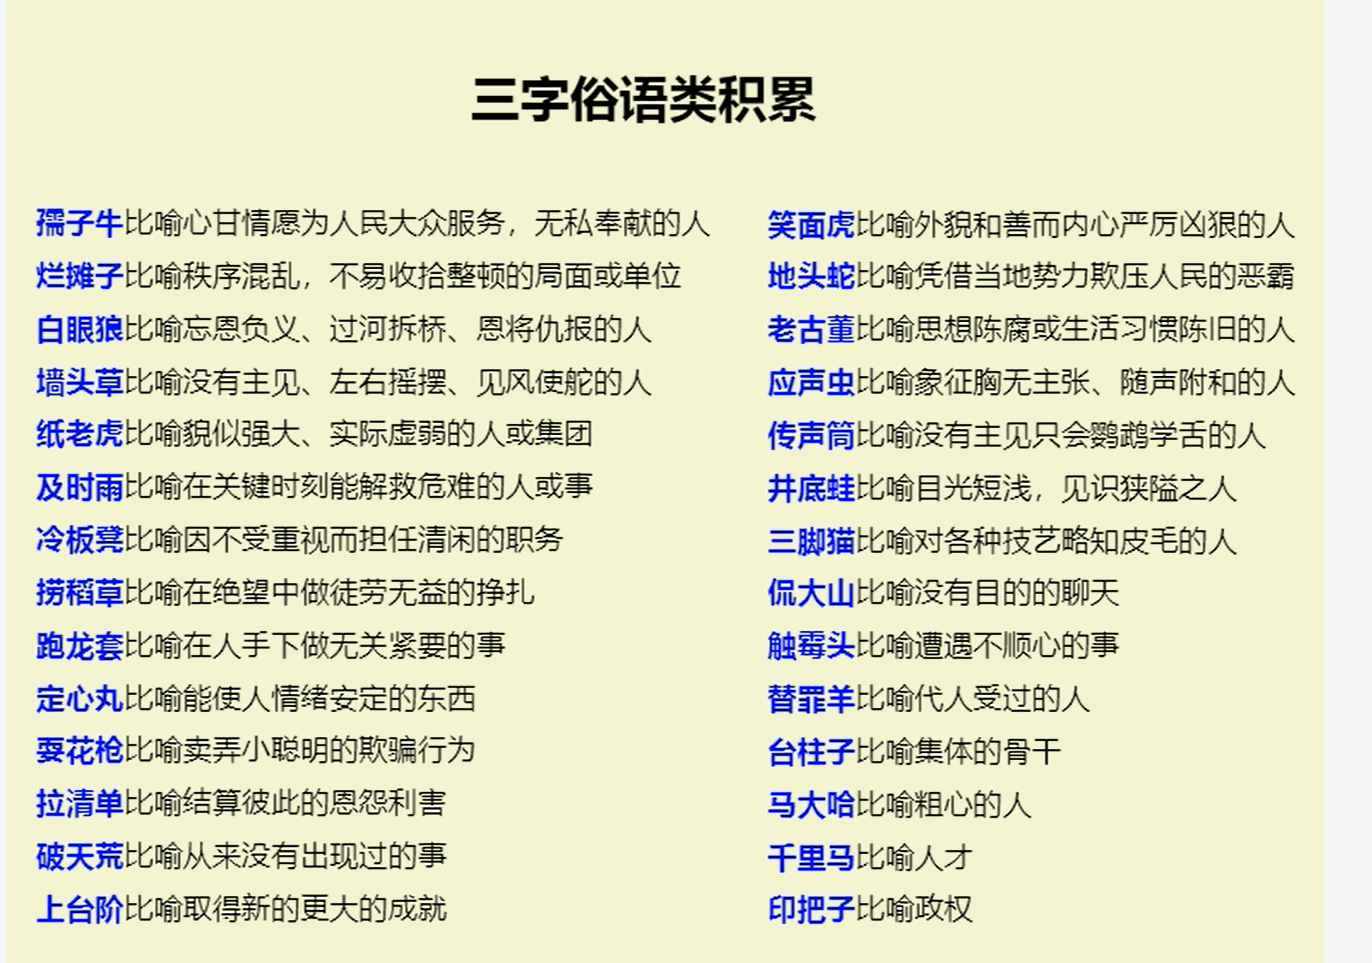 三字俗语类积累
孺子牛比喻心甘情愿为人民大众服务，无私奉献的人
烂摊子比喻秩序混乱，不易收拾整顿的局面或单位
白眼狼比喻忘恩负义、过河拆桥、恩将仇报的人
墙头草比喻没有主见、左右摇摆、见风使舵的人
纸老虎比喻貌似强大、实际虚弱的人或集团
及时雨比喻在关键时刻能解救危难的人或事
冷板凳比喻因不受重视而担任清闲的职务
捞稻草比喻在绝望中做徒劳无益的挣扎
跑龙套比喻在人手下做无关紧要的事
定心丸比喻能使人情绪安定的东西
耍花枪比喻卖弄小聪明的欺骗行为
拉清单比喻结算彼此的恩怨利害
破天荒比喻从来没有出现过的事
上台阶比喻取得新的更大的成就
笑面虎比喻外貌和善而内心严厉凶狠的人
地头蛇比喻凭借当地势力欺压人民的恶霸
老古董比喻思想陈腐或生活习惯陈旧的人
应声虫比喻象征胸无主张、随声附和的人
传声筒比喻没有主见只会鹦鹉学舌的人
井底蛙比喻目光短浅，见识狭隘之人
三脚猫比喻对各种技艺略知皮毛的人
侃大山比喻没有目的的聊天
触霉头比喻遭遇不顺心的事
替罪羊比喻代人受过的人
台柱子比喻集体的骨干
马大哈比喻粗心的人
千里马比喻人才
印把子比喻政权